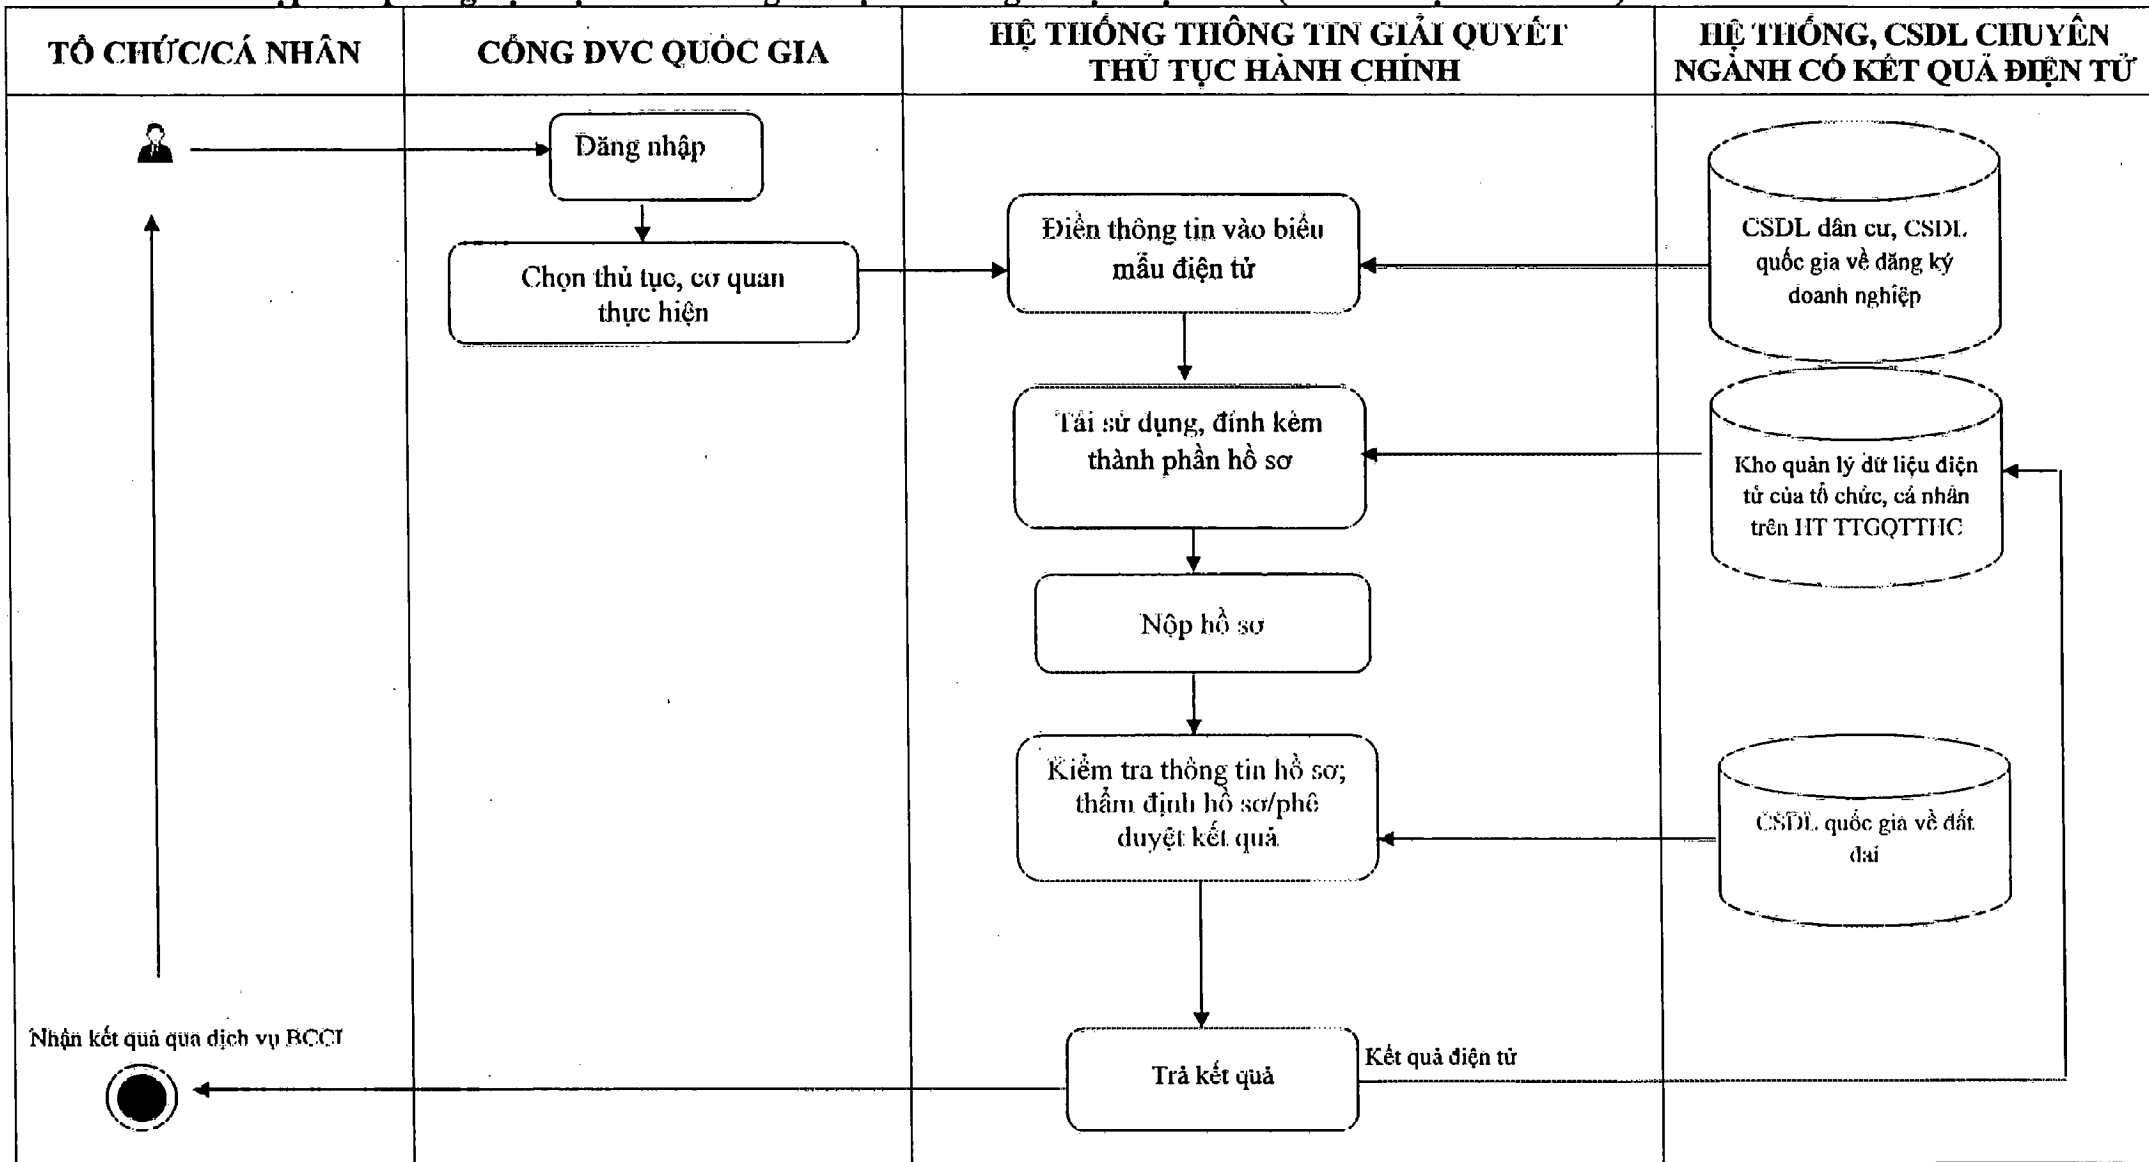 TỔ CHỨC/CÁ NHÂN
CỔNG DVC QUỐC GIA
HỆ THỐNG THÔNG TIN GIẢI QUYẾT
THỦ TỤC HÀNH CHÍNH
HỆ THỐNG, CSDL CHUYÊN
NGÀNH CÓ KẾT QUẢ ĐIỆN TỬ
Đăng nhập
Chọn thủ tục, cơ quan
thực hiện
Điền thông tin vào biểu
mẫu điện tử
CSDL dân cư, CSDL
quốc gia về đăng ký
doanh nghiệp
Tái sử dụng, đính kèm
thành phần hồ sơ
Kho quản lý dữ liệu điện
tử của tổ chức, cá nhân
trên HT TTGQTTHC
Nộp hồ sơ
Kiểm tra thông tin hồ sơ;
thẩm định hồ sơ/phê
duyệt kết quả
CSDL quốc gia về đất
đai
Nhận kết quả qua dịch vụ BCCI
Trả kết quả
Kết quả điện tử